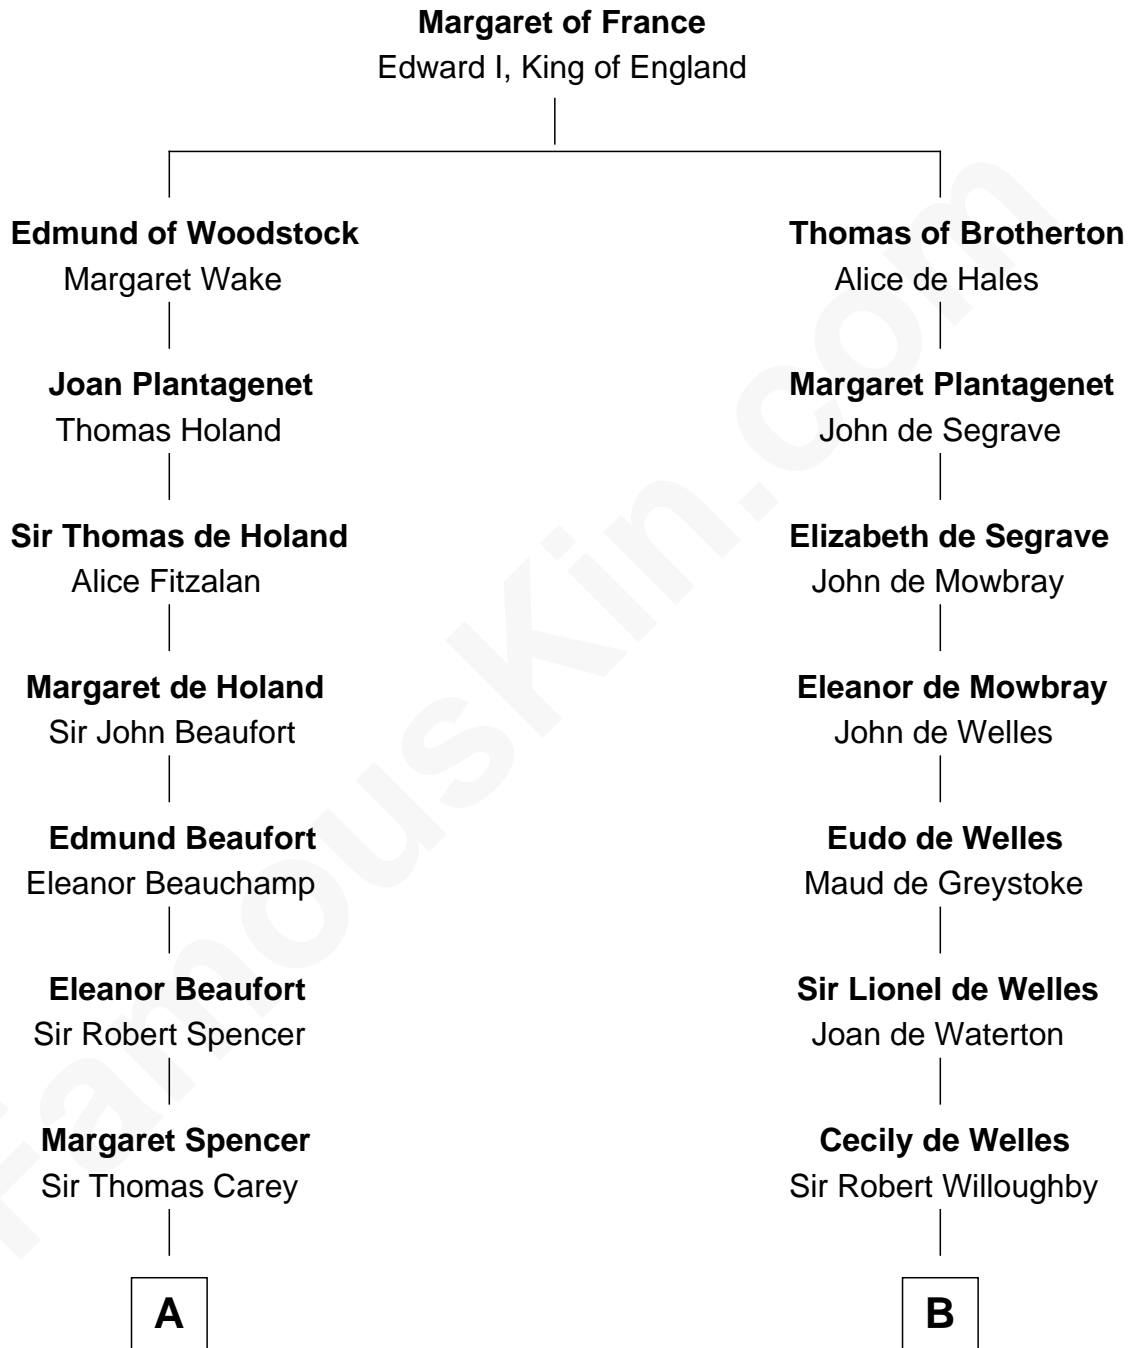 Margaret of France
Edward I, King of England
Edmund of Woodstock
Margaret Wake
Joan Plantagenet
Thomas Holand
Sir Thomas de Holand
Alice Fitzalan
Margaret de Holand
Sir John Beaufort
Edmund Beaufort
Eleanor Beauchamp
Eleanor Beaufort
Sir Robert Spencer
Margaret Spencer
Sir Thomas Carey
A
Thomas of Brotherton
Alice de Hales
Margaret Plantagenet
John de Segrave
Elizabeth de Segrave
John de Mowbray
Eleanor de Mowbray
John de Welles
Eudo de Welles
Maud de Greystoke
Sir Lionel de Welles
Joan de Waterton
Cecily de Welles
Sir Robert Willoughby
B
FamousKin.com